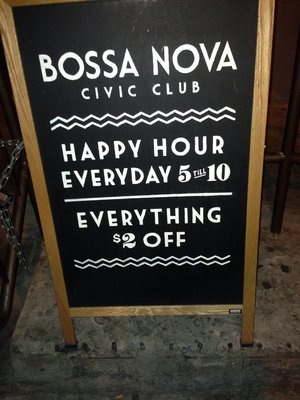 BOSSA NOVA
CIVIC CLUB
HAPPY HOUR
EVERYDAY 5 TILL 10
EVERYTHING
$2 OFF